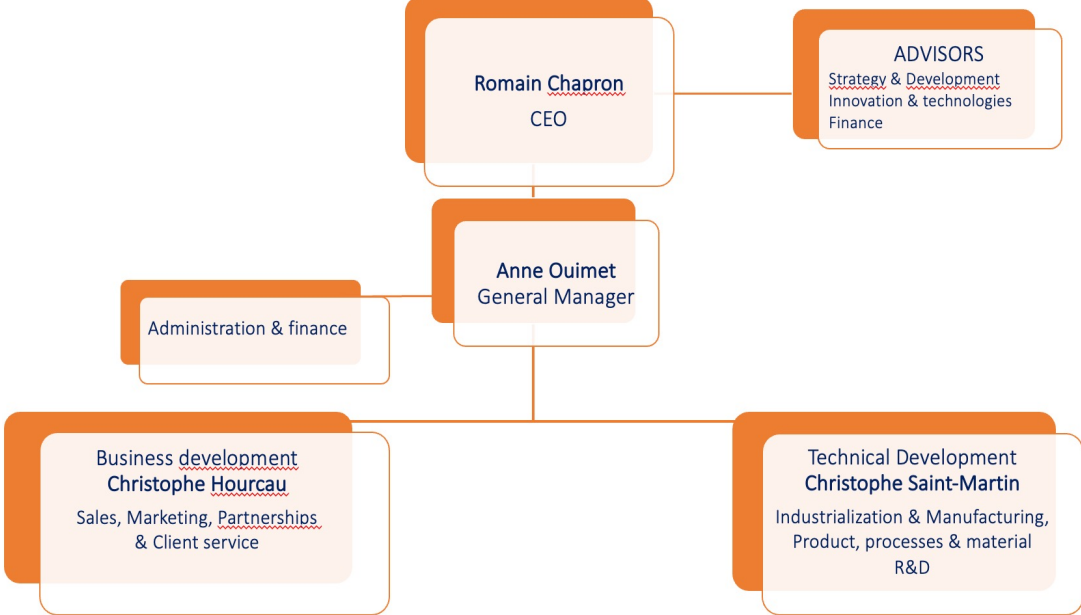 Romain Chapron
CEO
ADVISORS
Strategy & Development
Innovation & technologies
Finance
Anne Ouimet
General Manager
Administration & finance
Business development
Christophe Hourcau
Sales, Marketing, Partnerships
& Client service
Technical Development
Christophe Saint-Martin
Industrialization & Manufacturing,
Product, processes & material
R&D